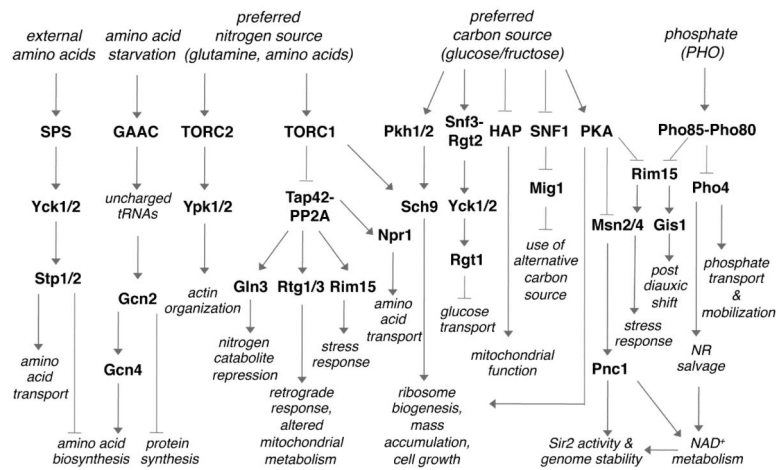 external
amino acids
amino acid
starvation
preferred
nitrogen source
(glutamine, amino acids)
preferred
carbon source
(glucose/fructose)
phosphate
(PHO)
SPS
GAAC
TORC2
TORC1
Pkh1/2
Snf3-
Rgt2
HAP
SNF1
PKA
Pho85-Pho80
Yck1/2
uncharged
tRNAs
Ypk1/2
Tap42-
PP2A
Sch9
Yck1/2
Mig1
Rim15
Pho4
Npr1
Msn2/4
Gis1
Stp1/2
Gcn2
actin
organization
Gln3
Rtg1/3
Rim15
amino acid
transport
Rgt1
use of
alternative
carbon
source
post
diauxic
shift
phosphate
transport
&
mobilization
nitrogen
catabolite
repression
stress
response
glucose
transport
stress
response
amino
acid
transport
Gcn4
retrograde
response,
altered
mitochondrial
metabolism
ribosome
biogenesis,
mass
accumulation,
cell growth
mitochondrial
function
Pnc1
NR
salvage
amino acid
biosynthesis
protein
synthesis
Sir2 activity &
genome stability
NAD+
metabolism